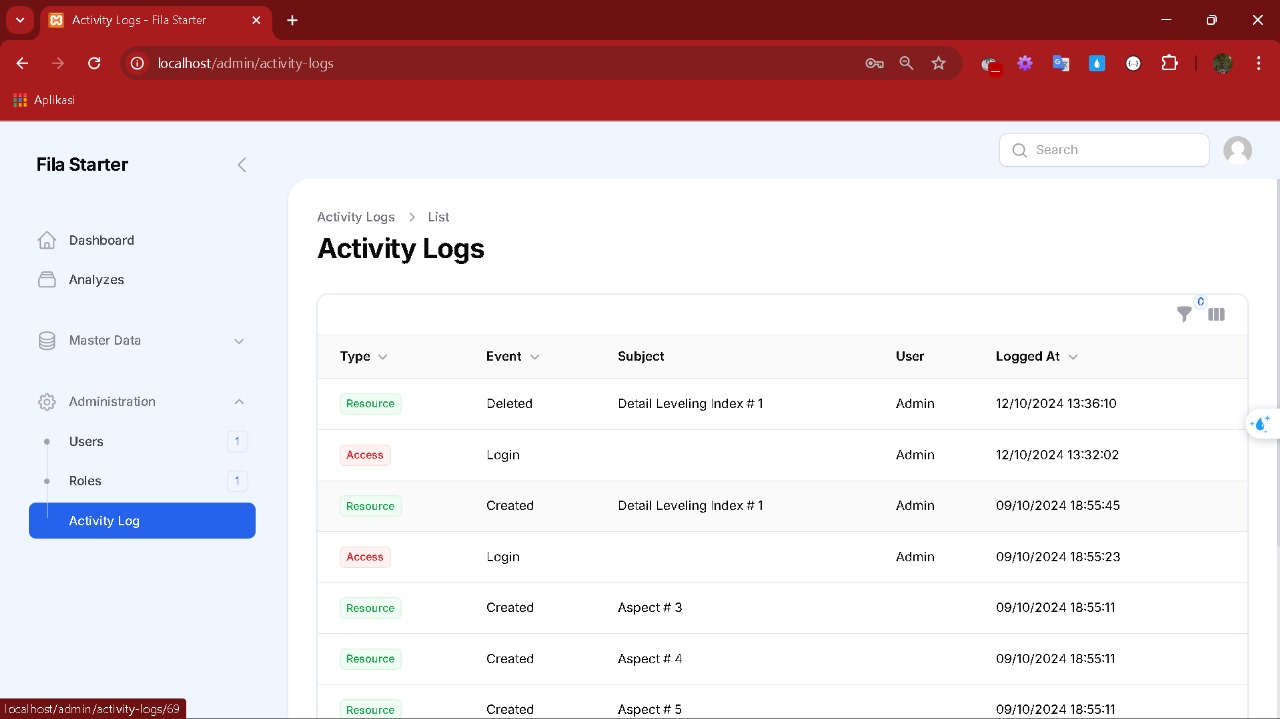 Activity Logs - Fila Starter
localhost/admin/activity-logs
Aplikasi
Fila Starter
Search
Dashboard
Analyzes
Master Data
Administration
Users 1
Roles 1
Activity Log
Activity Logs > List
Activity Logs
0
Type Event Subject User Logged At
Resource Deleted Detail Leveling Index # 1 Admin 12/10/2024 13:36:10
Access Login Admin 12/10/2024 13:32:02
Resource Created Detail Leveling Index # 1 Admin 09/10/2024 18:55:45
Access Login Admin 09/10/2024 18:55:23
Resource Created Aspect # 3 09/10/2024 18:55:11
Resource Created Aspect # 4 09/10/2024 18:55:11
Resource Created Aspect # 5 09/10/2024 18:55:11
localhost/admin/activity-logs/69